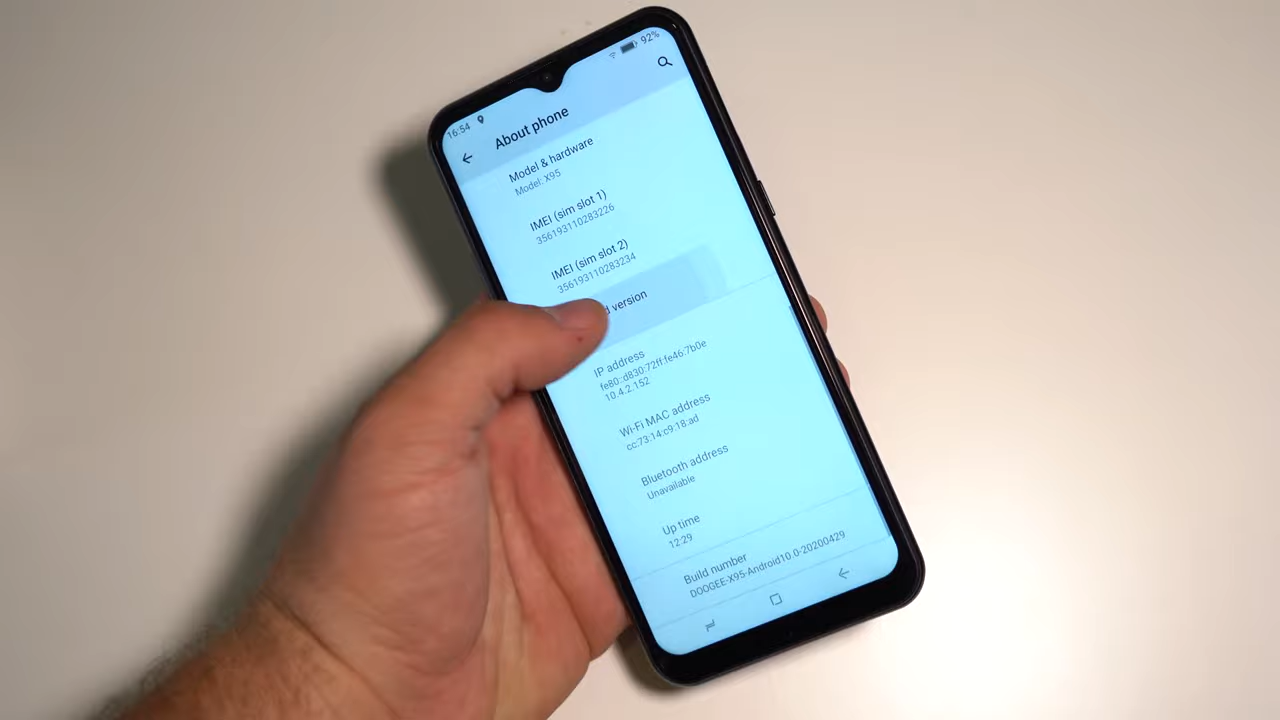 16:54
92%
About phone
Model & hardware
Model: X95
IMEI (sim slot 1)
356193110283226
IMEI (sim slot 2)
356193110283234
version
IP address
fe80::d830:72ff:fe46:7b0e
10.4.2.152
Wi-Fi MAC address
cc:73:14:c9:18:ad
Bluetooth address
Unavailable
Up time
12:29
Build number
DOOGEE-X95-Android10.0-20200429